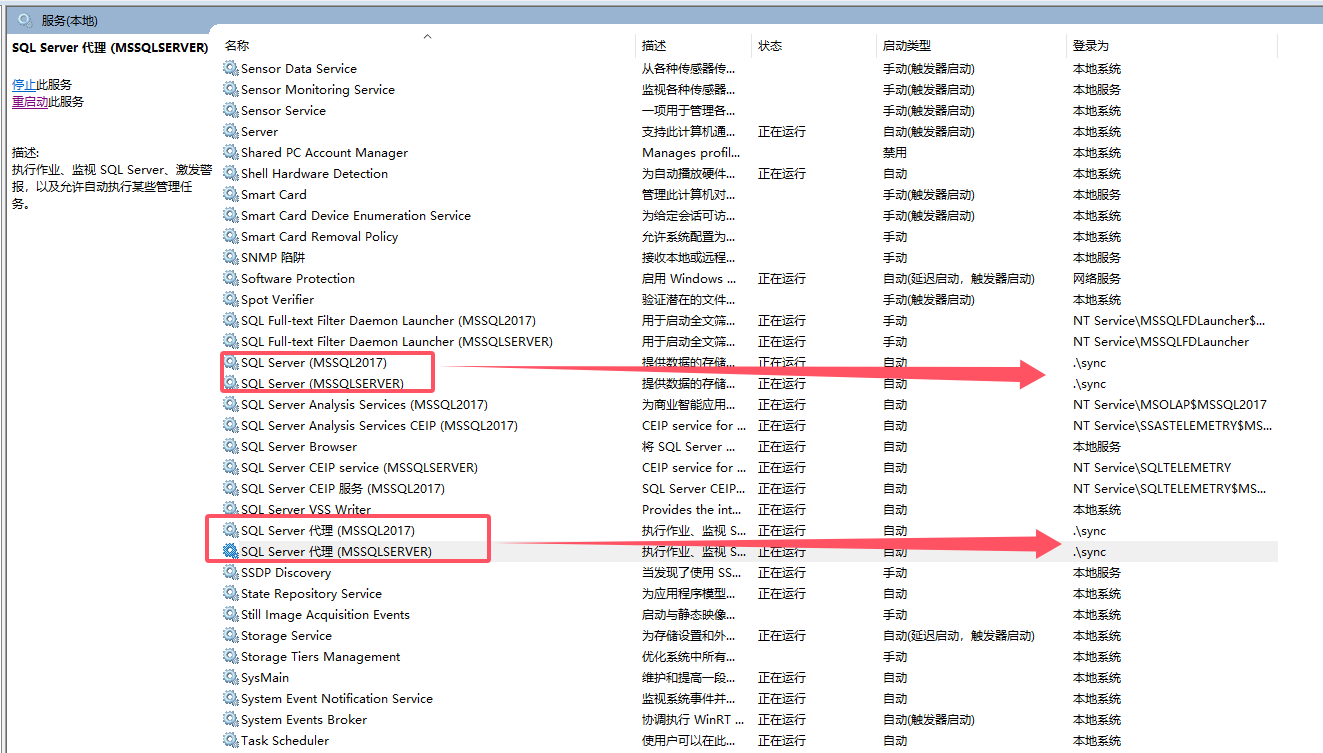 服务(本地)
SQL Server 代理 (MSSQLSERVER)
停止此服务
重启动此服务
描述:
执行作业、监视 SQL Server、激发警
报，以及允许自动执行某些管理任
务。
名称 描述 状态 启动类型 登录为
Sensor Data Service 从各种传感器传... 手动(触发器启动) 本地系统
Sensor Monitoring Service 监视各种传感器... 手动(触发器启动) 本地服务
Sensor Service 一项用于管理各... 手动(触发器启动) 本地系统
Server 支持此计算机通... 正在运行 自动(触发器启动) 本地系统
Shared PC Account Manager Manages profil... 禁用 本地系统
Shell Hardware Detection 为自动播放硬件... 正在运行 自动 本地系统
Smart Card 管理此计算机对... 手动(触发器启动) 本地服务
Smart Card Device Enumeration Service 为给定会话可访... 手动(触发器启动) 本地系统
Smart Card Removal Policy 允许系统配置为... 手动 本地系统
SNMP 陷阱 接收本地或远程... 手动 本地服务
Software Protection 启用 Windows ... 正在运行 自动(延迟启动，触发器启动) 网络服务
Spot Verifier 验证潜在的文件... 手动(触发器启动) 本地系统
SQL Full-text Filter Daemon Launcher (MSSQL2017) 用于启动全文筛... 正在运行 手动 NT Service\MSSQLFDLauncher$...
SQL Full-text Filter Daemon Launcher (MSSQLSERVER) 用于启动全文筛... 正在运行 手动 NT Service\MSSQLFDLauncher
SQL Server (MSSQL2017) 提供数据的存储... 正在运行 自动 .\sync
SQL Server (MSSQLSERVER) 提供数据的存储... 正在运行 自动 .\sync
SQL Server Analysis Services (MSSQL2017) 为商业智能应用... 正在运行 自动 NT Service\MSOLAP$MSSQL2017
SQL Server Analysis Services CEIP (MSSQL2017) CEIP service for ... 正在运行 自动 NT Service\SSASTELEMETRY$MS...
SQL Server Browser 将 SQL Server ... 正在运行 自动 本地服务
SQL Server CEIP service (MSSQLSERVER) CEIP service for ... 正在运行 自动 NT Service\SQLTELEMETRY
SQL Server CEIP 服务 (MSSQL2017) SQL Server CEIP... 正在运行 自动 NT Service\SQLTELEMETRY$MS...
SQL Server VSS Writer Provides the int... 正在运行 自动 本地系统
SQL Server 代理 (MSSQL2017) 执行作业、监视 S... 正在运行 自动 .\sync
SQL Server 代理 (MSSQLSERVER) 执行作业、监视 S... 正在运行 自动 .\sync
SSDP Discovery 当发现了使用 SS... 正在运行 手动 本地服务
State Repository Service 为应用程序模型... 正在运行 自动 本地系统
Still Image Acquisition Events 启动与静态映像... 手动 本地系统
Storage Service 为存储设置和外... 正在运行 自动(延迟启动，触发器启动) 本地系统
Storage Tiers Management 优化系统中所有... 手动 本地系统
SysMain 维护和提高一段... 正在运行 自动 本地系统
System Event Notification Service 监视系统事件并... 正在运行 自动 本地系统
System Events Broker 协调执行 WinRT ... 正在运行 自动(触发器启动) 本地系统
Task Scheduler 使用户可以在此... 正在运行 自动 本地系统